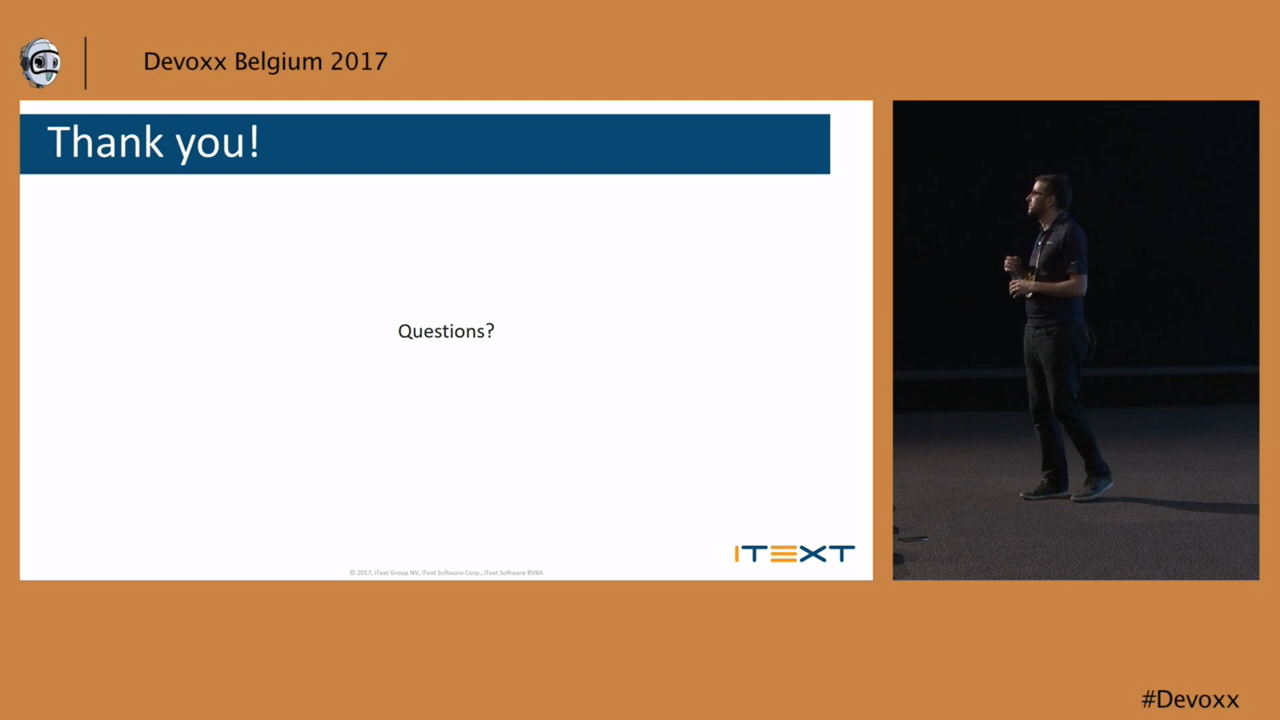 Devoxx Belgium 2017
Thank you!
Questions?
ITEXT
© 2017, iText Group NV, iText Software Corp., iText Software BVBA
#Devoxx